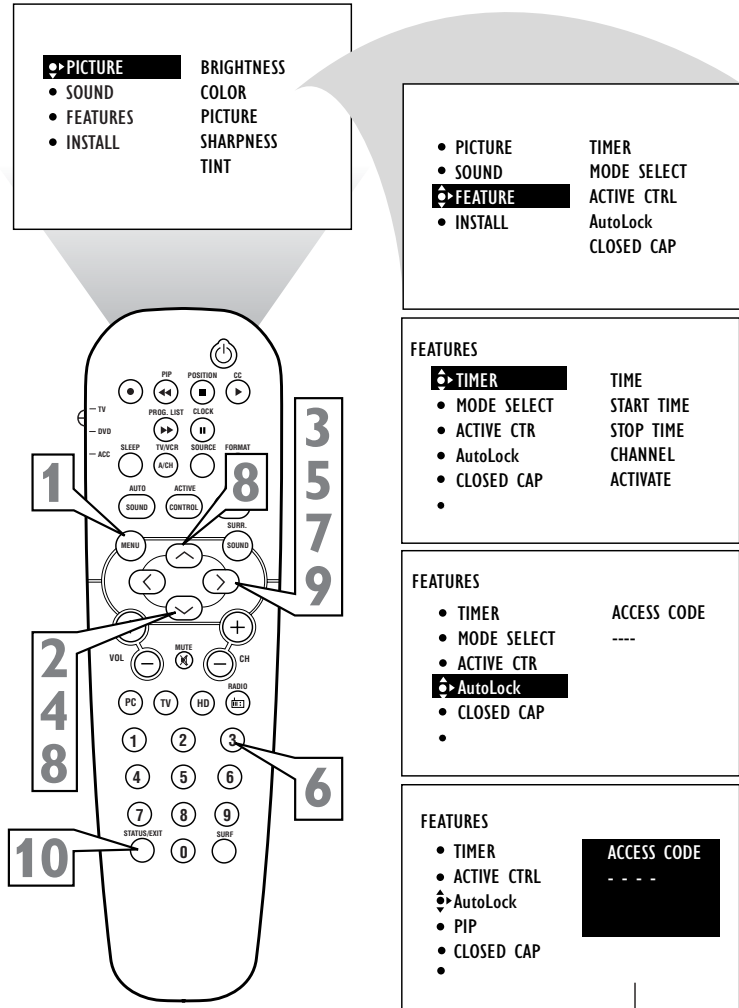 PICTURE BRIGHTNESS
SOUND COLOR
FEATURES PICTURE
INSTALL SHARPNESS
TINT
PICTURE TIMER
SOUND MODE SELECT
FEATURE ACTIVE CTRL
INSTALL AutoLock
CLOSED CAP
FEATURES
TIMER TIME
MODE SELECT START TIME
ACTIVE CTR STOP TIME
AutoLock CHANNEL
CLOSED CAP ACTIVATE
FEATURES
TIMER ACCESS CODE
MODE SELECT ----
ACTIVE CTR
AutoLock
CLOSED CAP
FEATURES
TIMER ACCESS CODE
ACTIVE CTRL - - - -
AutoLock
PIP
CLOSED CAP
PIP POSITION CC
TV
PROG. LIST CLOCK
DVD
ACC
SLEEP TV/VCR SOURCE FORMAT
A/CH
AUTO ACTIVE
SOUND CONTROL
SURR.
MENU SOUND
+
VOL − MUTE − CH
RADIO
PC TV HD
1 2 3
4 5 6
7 8 9
STATUS/EXIT SURF
0
1
8
3
5
7
9
2
4
8
6
10